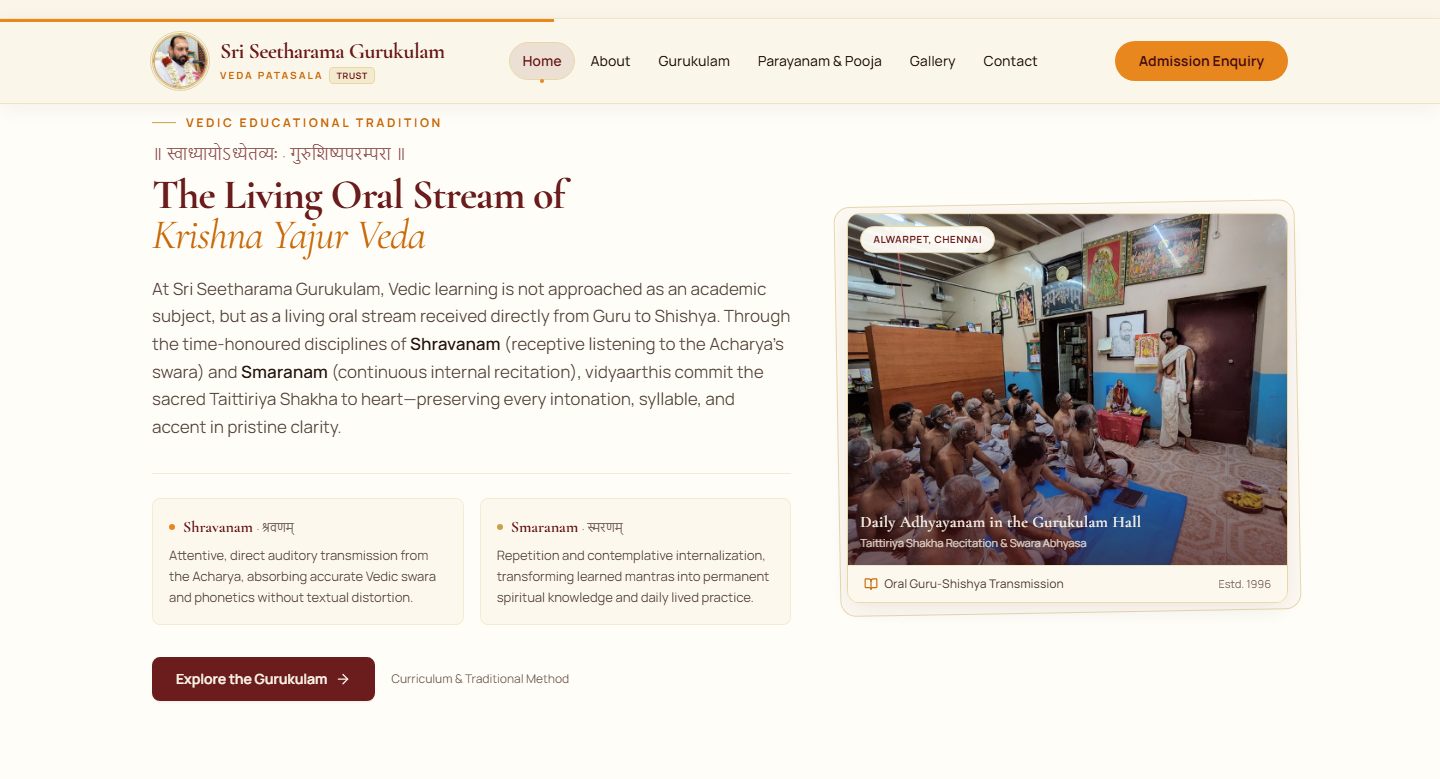 Sri Seetharama Gurukulam
VEDA PATASALA TRUST
Home About Gurukulam Parayanam & Pooja Gallery Contact
Admission Enquiry
VEDIC EDUCATIONAL TRADITION
॥ स्वाध्यायोऽध्येतव्यः · गुरुशिष्यपरम्परा ॥
The Living Oral Stream of
Krishna Yajur Veda
At Sri Seetharama Gurukulam, Vedic learning is not approached as an academic
subject, but as a living oral stream received directly from Guru to Shishya. Through
the time-honoured disciplines of Shravanam (receptive listening to the Acharya's
swara) and Smaranam (continuous internal recitation), vidyaarthis commit the
sacred Taittiriya Shakha to heart—preserving every intonation, syllable, and
accent in pristine clarity.
Shravanam · श्रवणम्
Attentive, direct auditory transmission from
the Acharya, absorbing accurate Vedic swara
and phonetics without textual distortion.
Smaranam · स्मरणम्
Repetition and contemplative internalization,
transforming learned mantras into permanent
spiritual knowledge and daily lived practice.
Explore the Gurukulam →
Curriculum & Traditional Method
ALWARPET, CHENNAI
Daily Adhyayanam in the Gurukulam Hall
Taittiriya Shakha Recitation & Swara Abhyasa
Oral Guru-Shishya Transmission
Estd. 1996